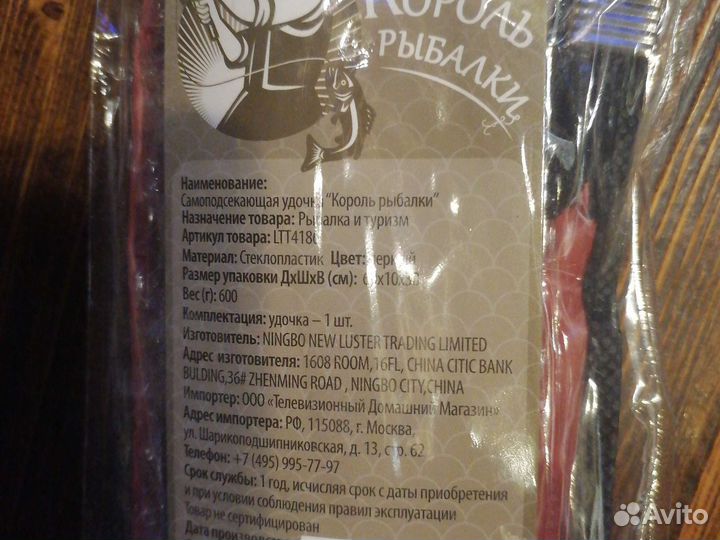 Король
РЫБАЛКИ
Наименование:
Самоподсекающая удочка "Король рыбалки"
Назначение товара: Рыбалка и туризм
Артикул товара:
Материал: Стеклопластик Цвет: черный
Размер упаковки ДхШхВ (см):
Вес (г): 600
Комплектация: удочка – 1 шт.
Изготовитель: NINGBO NEW LUSTER TRADING LIMITED
Адрес изготовителя: 1608 ROOM,16FL, CHINA CITIC BANK
BULDING,36# ZHENMING ROAD , NINGBO CITY,CHINA
Импортер: ООО «Телевизионный Домашний Магазин»
Адрес импортера: РФ, 115088, г. Москва,
ул. Шарикоподшипниковская, д. 13, стр. 62
Телефон: +7 (495) 995-77-97
Срок службы: 1 год, исчисляя срок с даты приобретения
и при условии соблюдения правил эксплуатации
Товар не сертифицирован
Дата производства
Avito